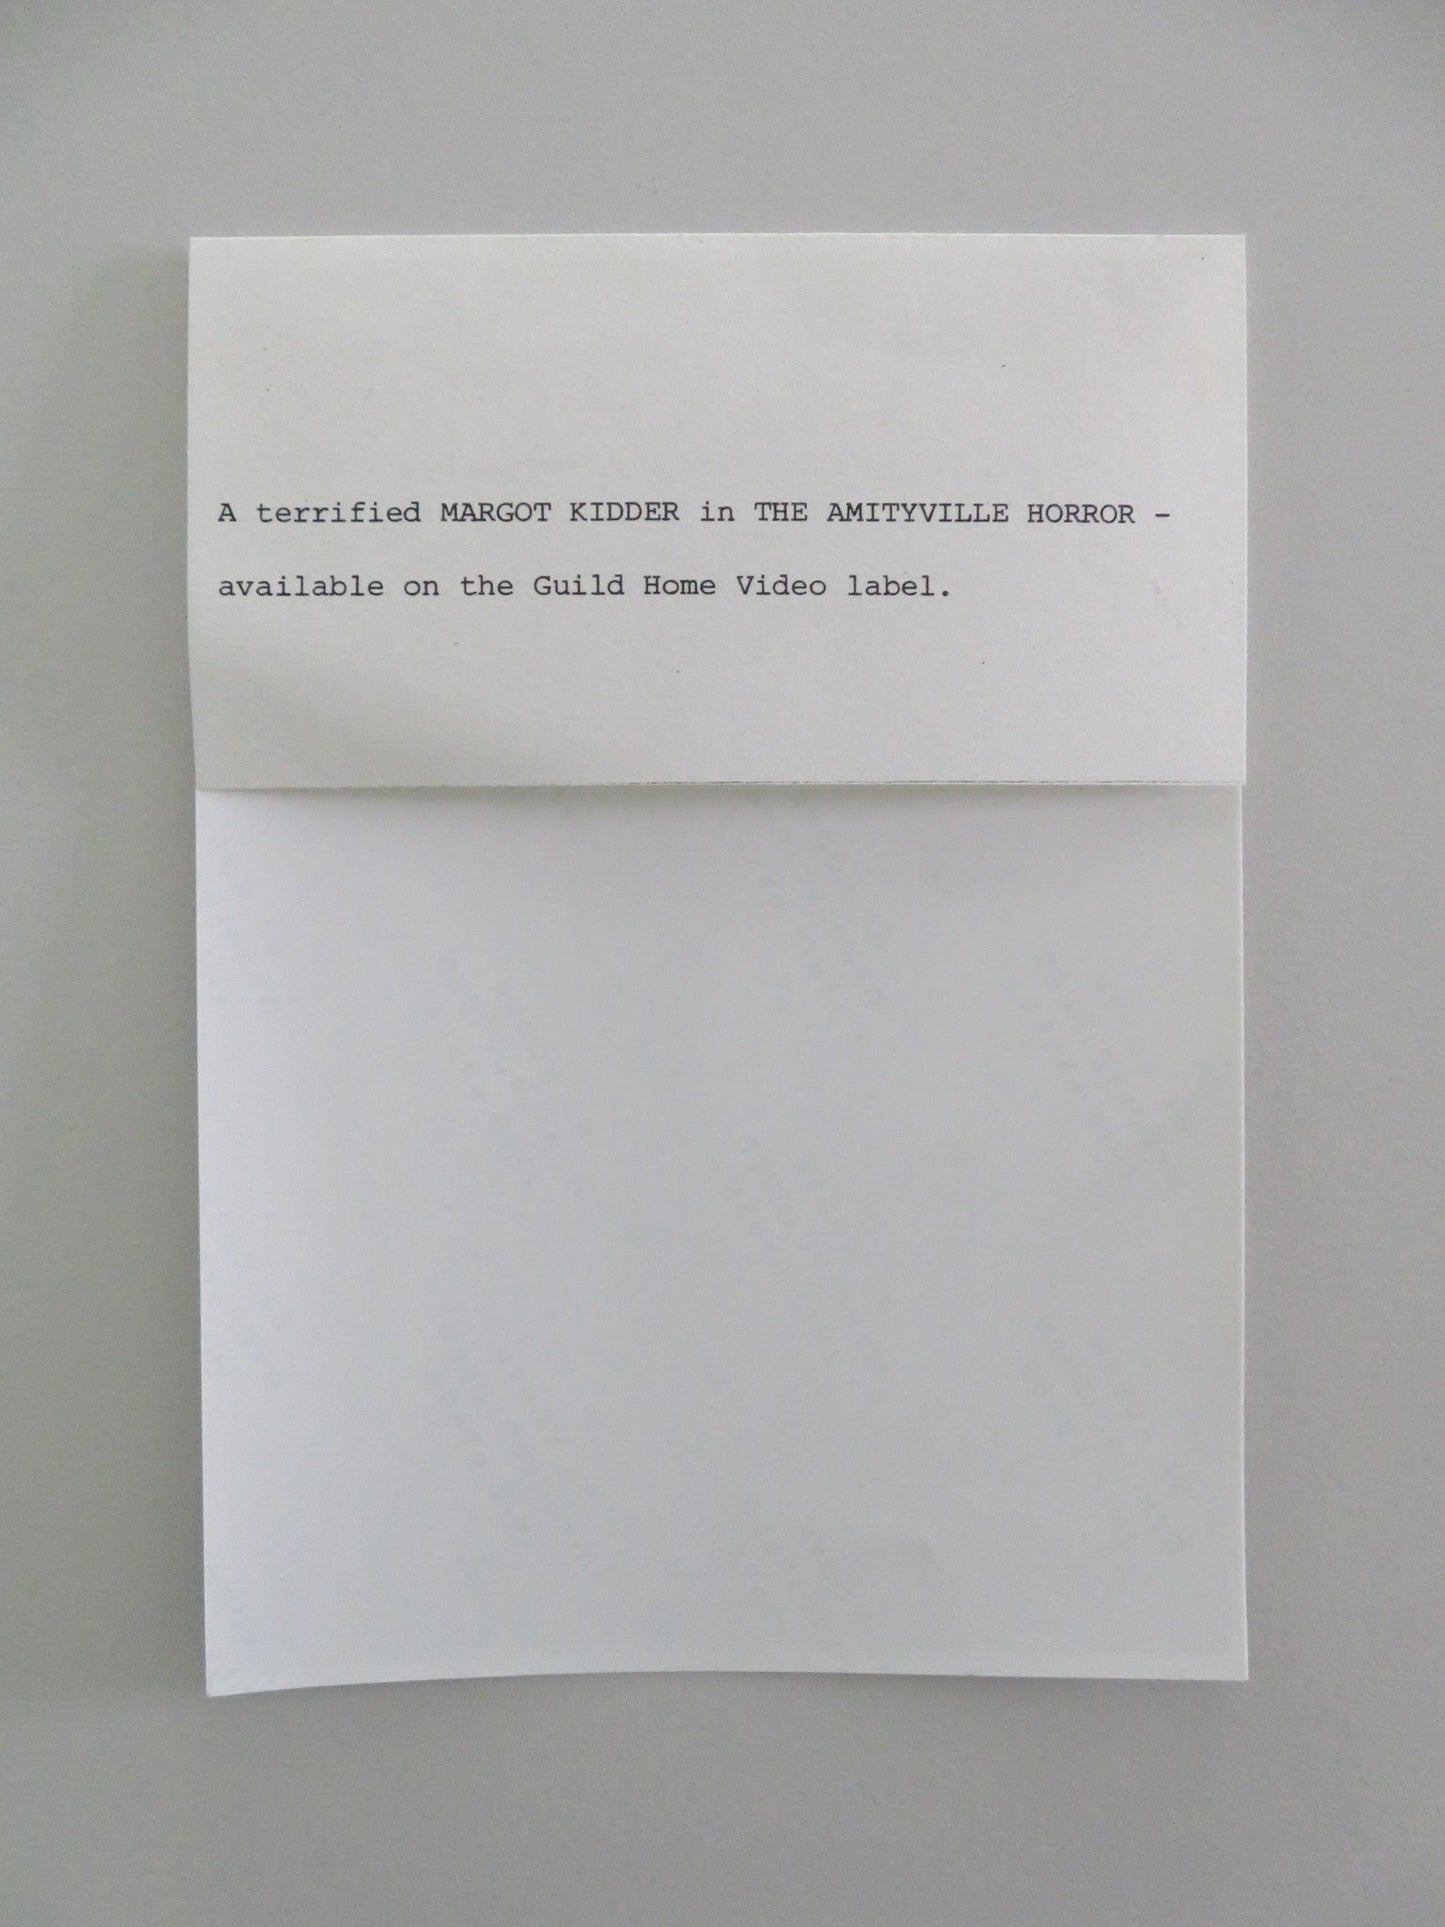 A terrified MARGOT KIDDER in THE AMITYVILLE HORROR -
available on the Guild Home Video label.